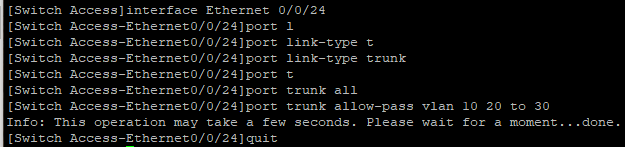 [Switch Access]interface Ethernet 0/0/24
[Switch Access-Ethernet0/0/24]port l
[Switch Access-Ethernet0/0/24]port link-type t
[Switch Access-Ethernet0/0/24]port link-type trunk
[Switch Access-Ethernet0/0/24]port t
[Switch Access-Ethernet0/0/24]port trunk all
[Switch Access-Ethernet0/0/24]port trunk allow-pass vlan 10 20 to 30
Info: This operation may take a few seconds. Please wait for a moment...done.
[Switch Access-Ethernet0/0/24]quit